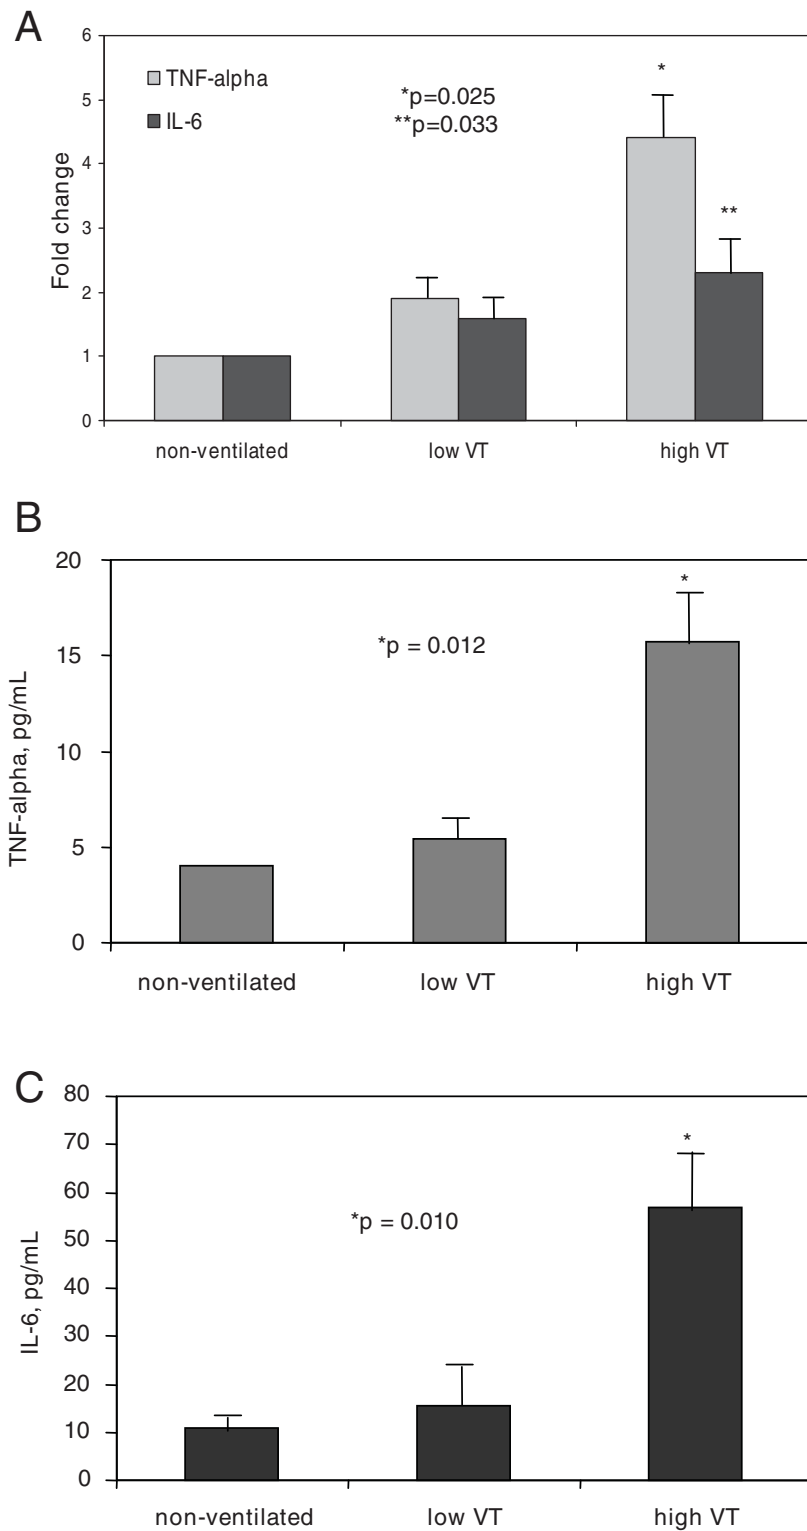 A
6
5
4
3
2
1
0
Fold change
TNF-alpha
IL-6
*p=0.025
**p=0.033
*
**
non-ventilated low VT high VT
B
20
15
10
5
0
TNF-alpha, pg/mL
*p = 0.012
*
non-ventilated low VT high VT
C
80
70
60
50
40
30
20
10
0
IL-6, pg/mL
*p = 0.010
*
non-ventilated low VT high VT